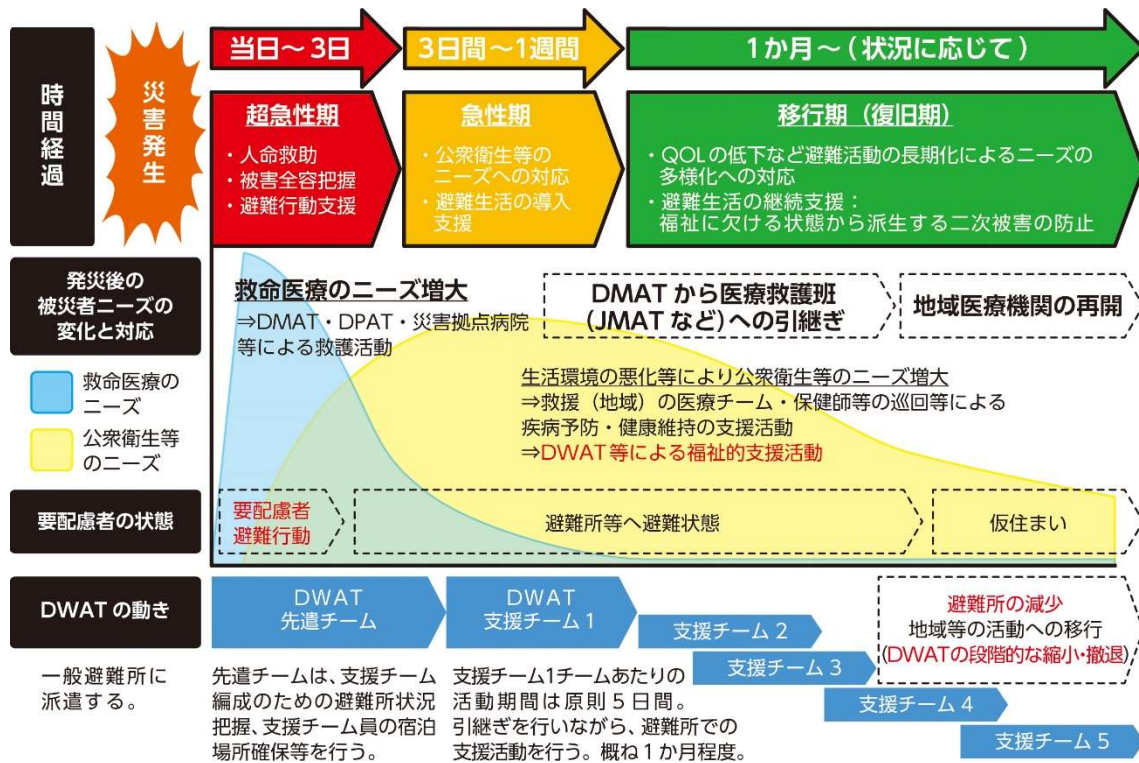 時間経過
災害発生
当日～3日
3日間～1週間
1か月～(状況に応じて)
超急性期
・人命救助
・被害全容把握
・避難行動支援
急性期
・公衆衛生等の
ニーズへの対応
・避難生活の導入
支援
移行期（復旧期）
・QOLの低下など避難活動の長期化によるニーズの
多様化への対応
・避難生活の継続支援：
福祉に欠ける状態から派生する二次被害の防止
発災後の
被災者ニーズの
変化と対応
救命医療の
ニーズ
公衆衛生等
のニーズ
救命医療のニーズ増大
⇒DMAT・DPAT・災害拠点病院
等による救護活動
DMATから医療救護班
(JMATなど)への引継ぎ
地域医療機関の再開
生活環境の悪化等により公衆衛生等のニーズ増大
⇒救援（地域）の医療チーム・保健師等の巡回等による
疾病予防・健康維持の支援活動
⇒DWAT等による福祉的支援活動
要配慮者の状態
要配慮者
避難行動
避難所等へ避難状態
仮住まい
DWATの動き
一般避難所に
派遣する。
DWAT
先遣チーム
DWAT
支援チーム1
支援チーム2
支援チーム3
支援チーム4
支援チーム5
避難所の減少
地域等の活動への移行
(DWATの段階的な縮小・撤退)
先遣チームは、支援チーム
編成のための避難所状況
把握、支援チーム員の宿泊
場所確保等を行う。
支援チーム1チームあたりの
活動期間は原則5日間。
引継ぎを行いながら、避難所での
支援活動を行う。概ね1か月程度。